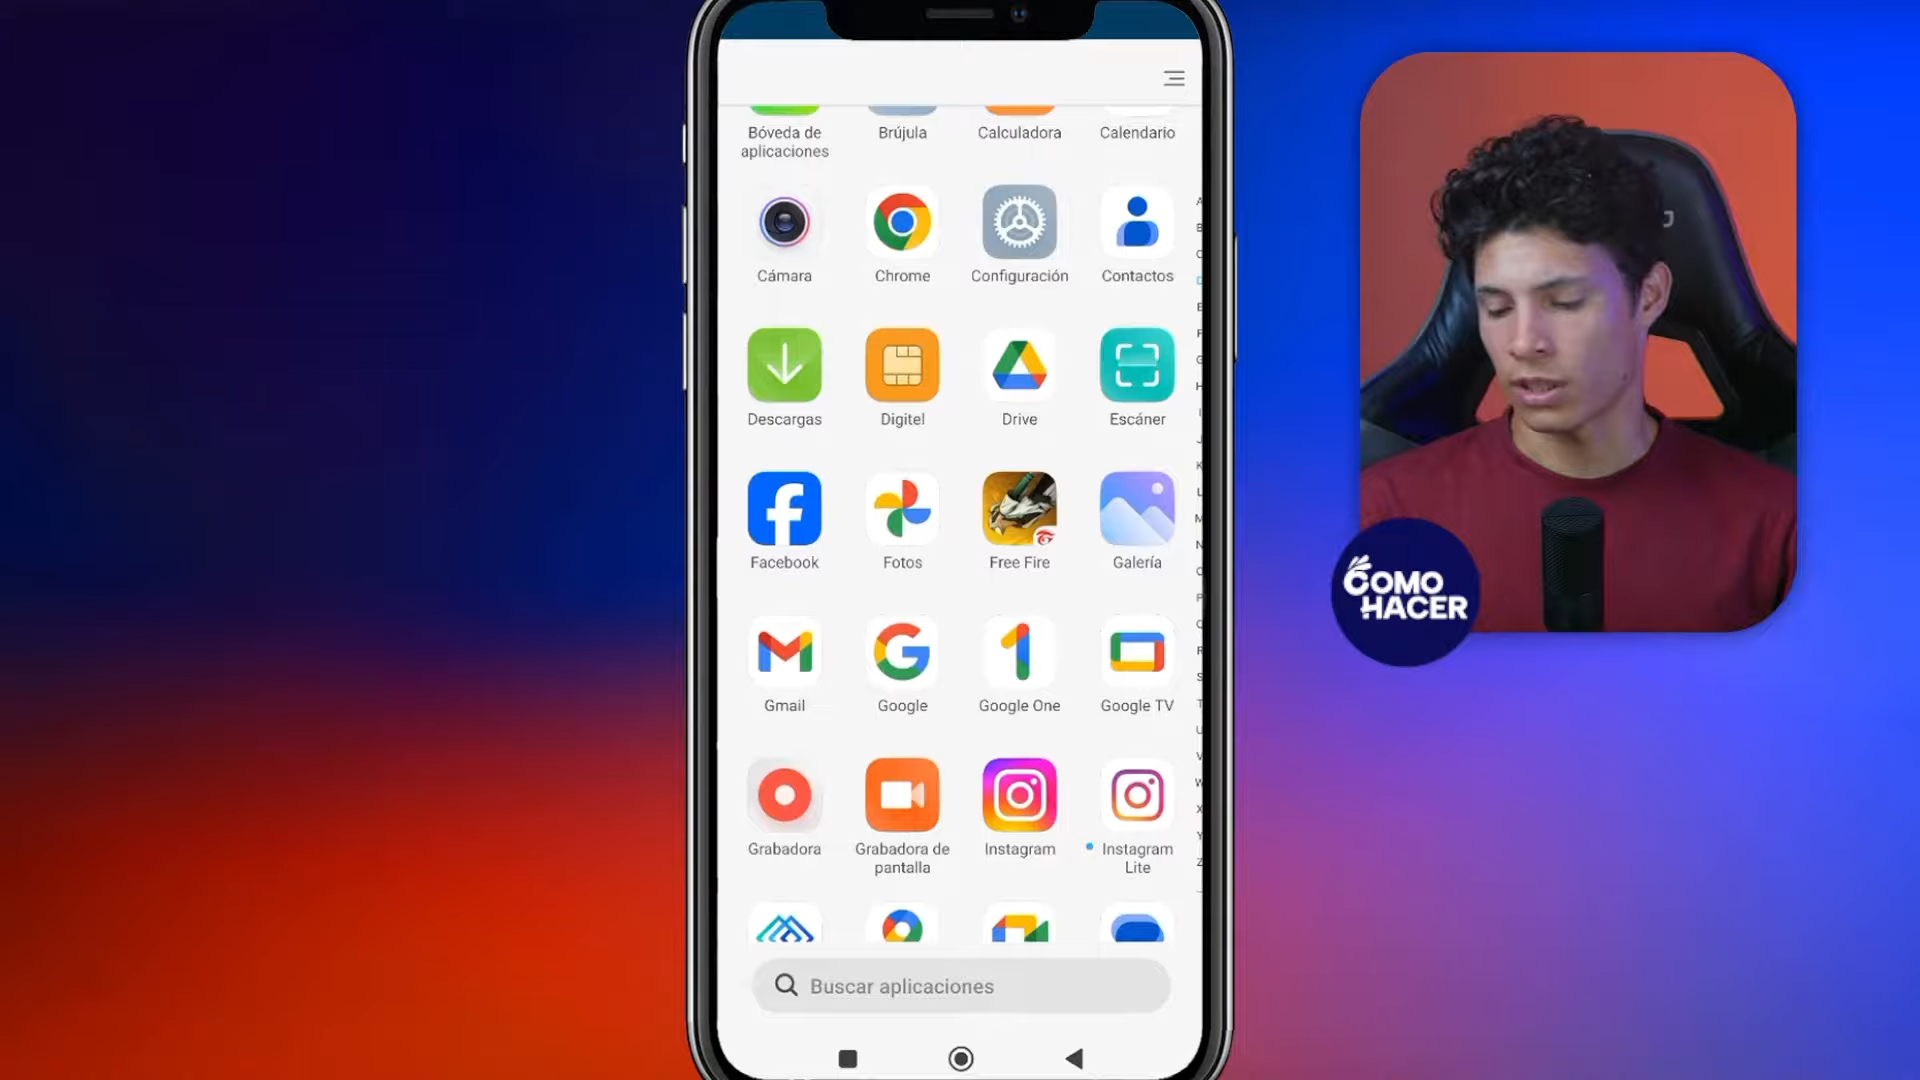 Bóveda de
aplicaciones
Brújula
Calculadora
Calendario
Cámara
Chrome
Configuración
Contactos
Descargas
Digitel
Drive
Escáner
Facebook
Fotos
Free Fire
Galería
Gmail
Google
Google One
Google TV
Grabadora
Grabadora de
pantalla
Instagram
Instagram
Lite
Buscar aplicaciones
COMO
HACER